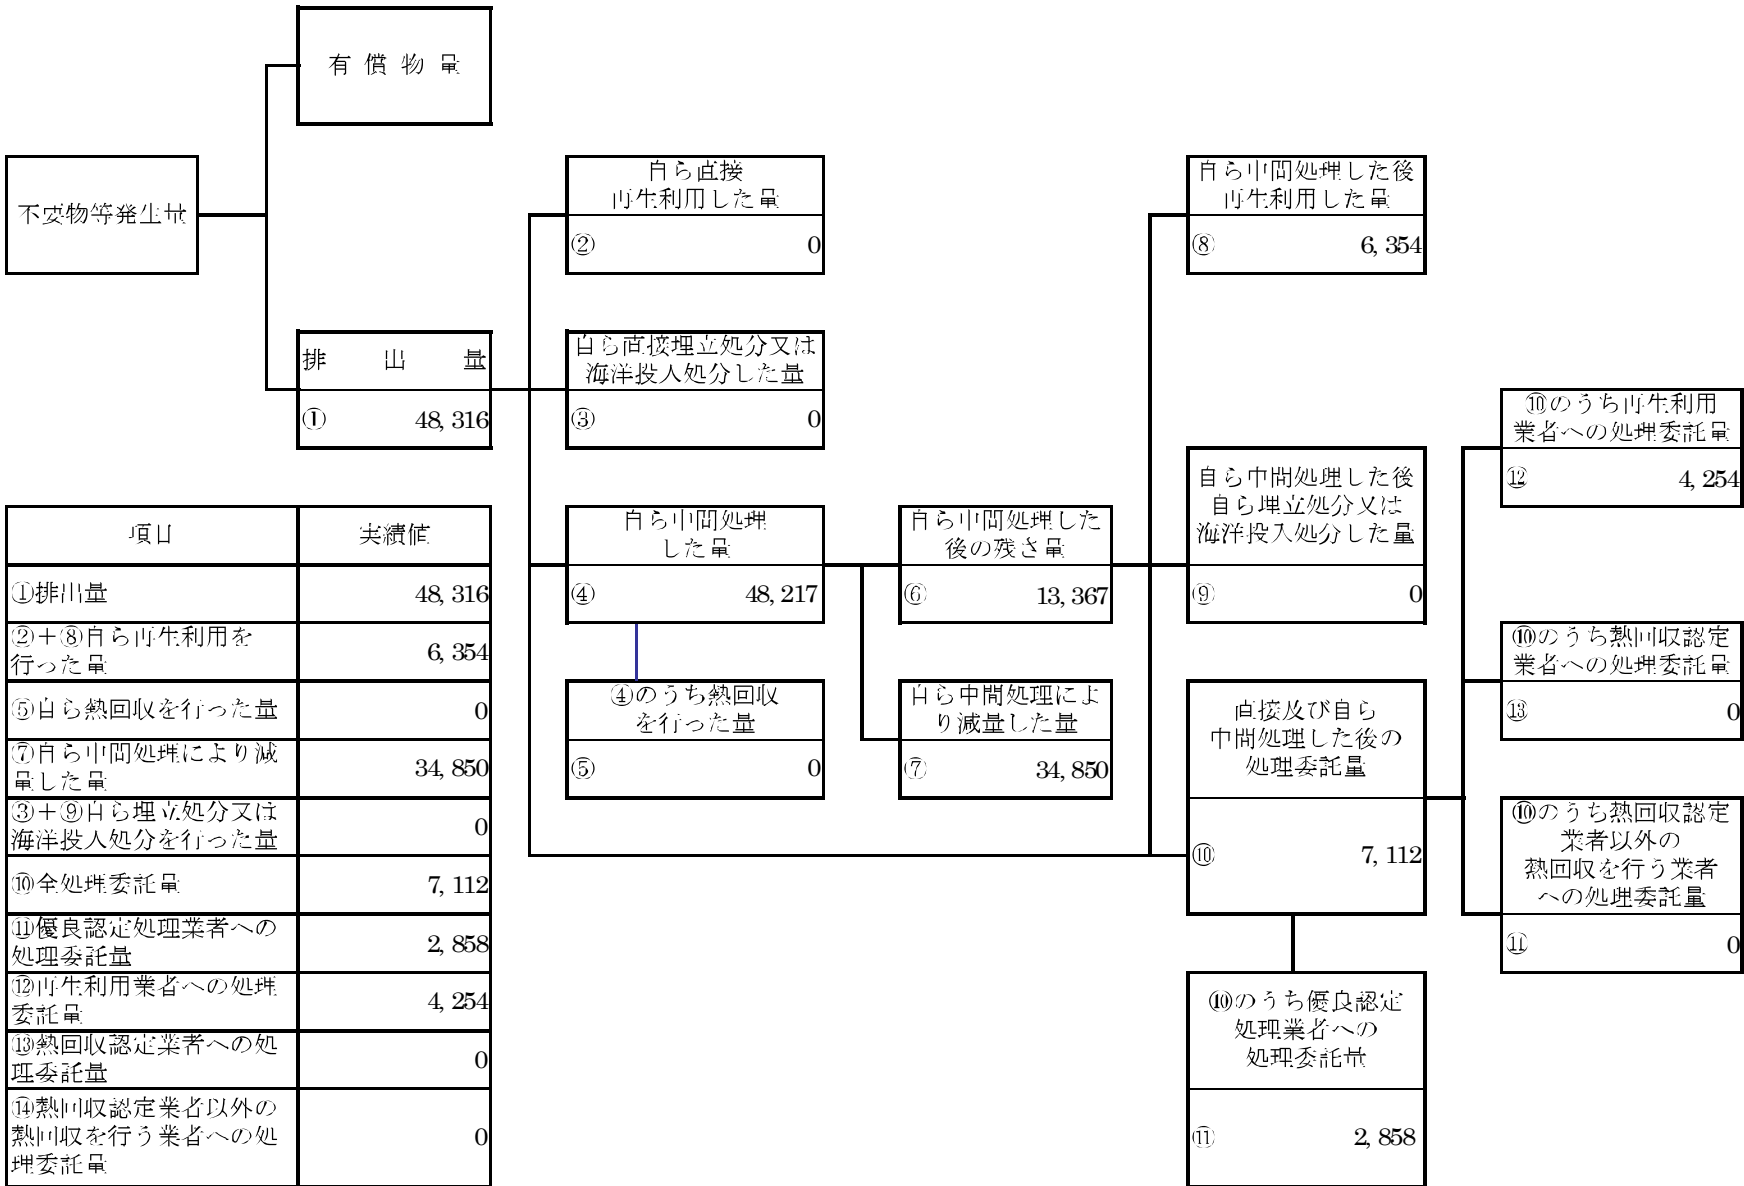 有償物量
不要物等発生量
自ら直接
再生利用した量
② 0
自ら中間処理した後
再生利用した量
⑧ 6,354
排出量
① 48,316
自ら直接埋立処分又は
海洋投入処分した量
③ 0
⑩のうち再生利用
業者への処理委託量
⑫ 4,254
自ら中間処理した後
自ら埋立処分又は
海洋投入処分した量
⑨ 0
自ら中間処理
した量
④ 48,217
自ら中間処理した
後の残さ量
⑥ 13,367
⑩のうち熱回収認定
業者への処理委託量
⑬ 0
④のうち熱回収
を行った量
⑤ 0
自ら中間処理によ
り減量した量
⑦ 34,850
直接及び自ら
中間処理した後の
処理委託量
⑩ 7,112
⑩のうち熱回収認定
業者以外の
熱回収を行う業者
への処理委託量
⑪ 0
⑩のうち優良認定
処理業者への
処理委託量
⑪ 2,858
項目 実績値
①排出量 48,316
②+⑧自ら再生利用を
行った量 6,354
⑤自ら熱回収を行った量 0
⑦自ら中間処理により減
量した量 34,850
③+⑨自ら埋立処分又は
海洋投入処分を行った量 0
⑩全処理委託量 7,112
⑪優良認定処理業者への
処理委託量 2,858
⑫再生利用業者への処理
委託量 4,254
⑬熱回収認定業者への処
理委託量 0
⑭熱回収認定業者以外の
熱回収を行う業者への処
理委託量 0